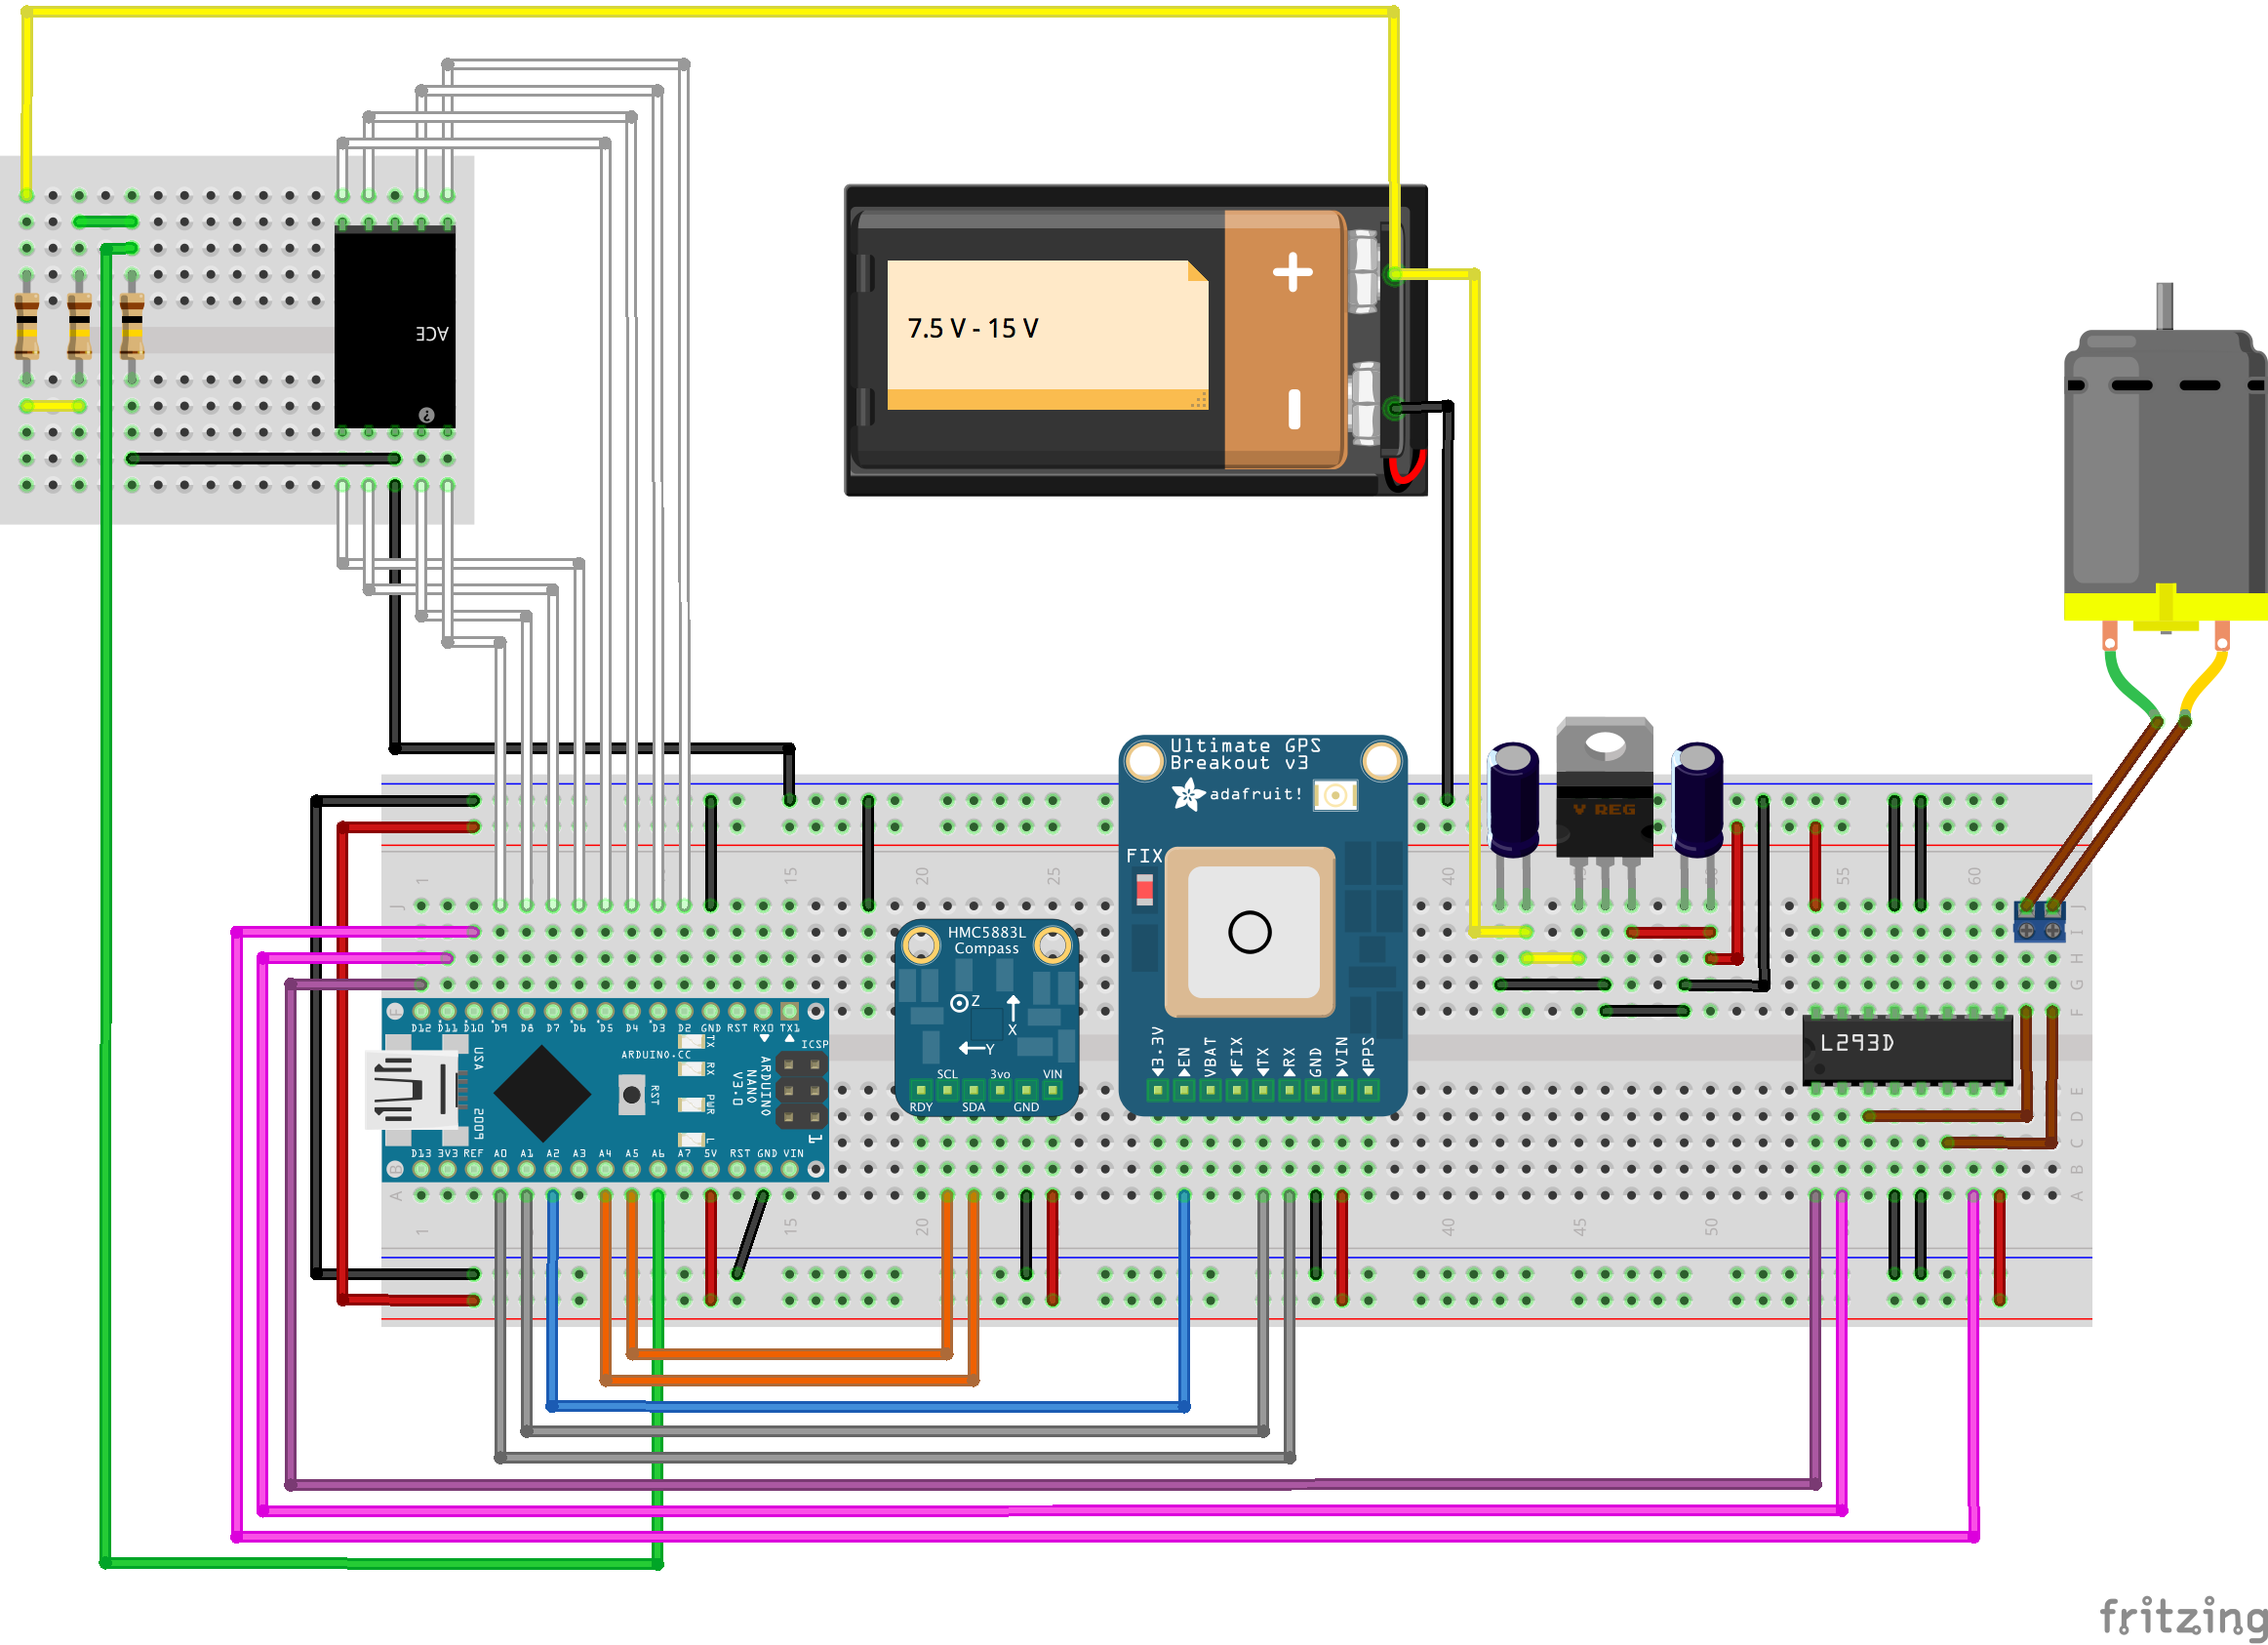 ACE
7.5 V - 15 V
+
-
Ultimate GPS
Breakout v3
adafruit!
FIX
V REG
1
15
20
25
40
45
50
55
60
J
J
I
H
G
F
F
HMC5883L
Compass
Z
X
Y
SCL
3vo
VIN
RDY
SDA
GND
3.3V
EN
VBAT
FIX
TX
RX
GND
VIN
PPS
L293D
D12 D11 D10 D9 D8 D7 D6 D5 D4 D3 D2 GND RST RX0 TX1
USA
2009
ARDUINO.CC
RST
TX
RX
PWR
L
ARDUINO
NANO
V3.0
ICSP
1
D13 3V3 REF A0 A1 A2 A3 A4 A5 A6 A7 5V RST GND VIN
E
D
C
B
B
A
A
1
15
20
40
45
50
fritzing